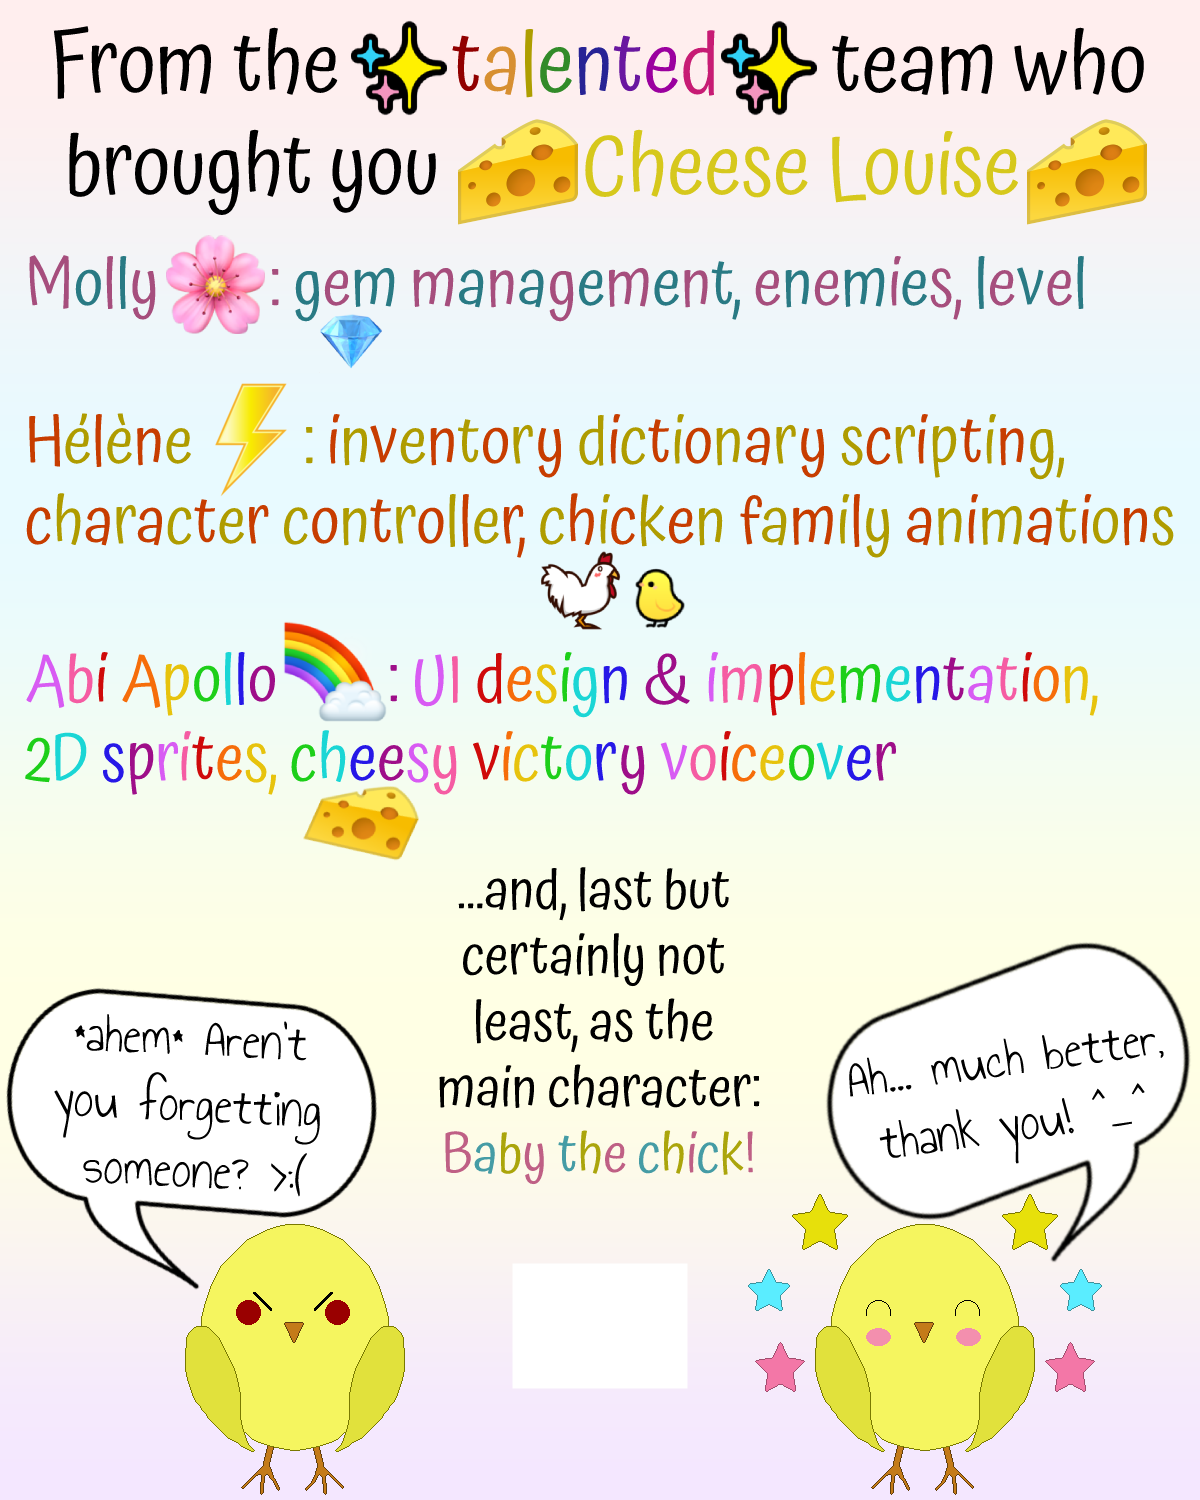 From the ✨talented✨ team who
brought you 🧀Cheese Louise🧀
Molly🌸: gem management, enemies, level
💎
Hélène ⚡ : inventory dictionary scripting,
character controller, chicken family animations
🐓🐤
Abi Apollo🌈: UI design & implementation,
2D sprites, cheesy victory voiceover
🧀
...and, last but
certainly not
least, as the
main character:
Baby the chick!
*ahem* Aren't
you forgetting
someone? >:(
Ah... much better,
thank you! ^_^